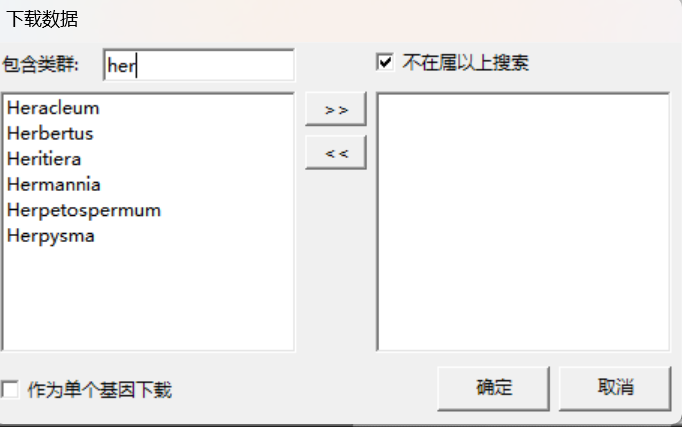 下载数据
包含类群: her
不在属以上搜索
Heracleum
Herbertus
Heritiera
Hermannia
Herpetospermum
Herpysma
>>
<<
作为单个基因下载
确定
取消